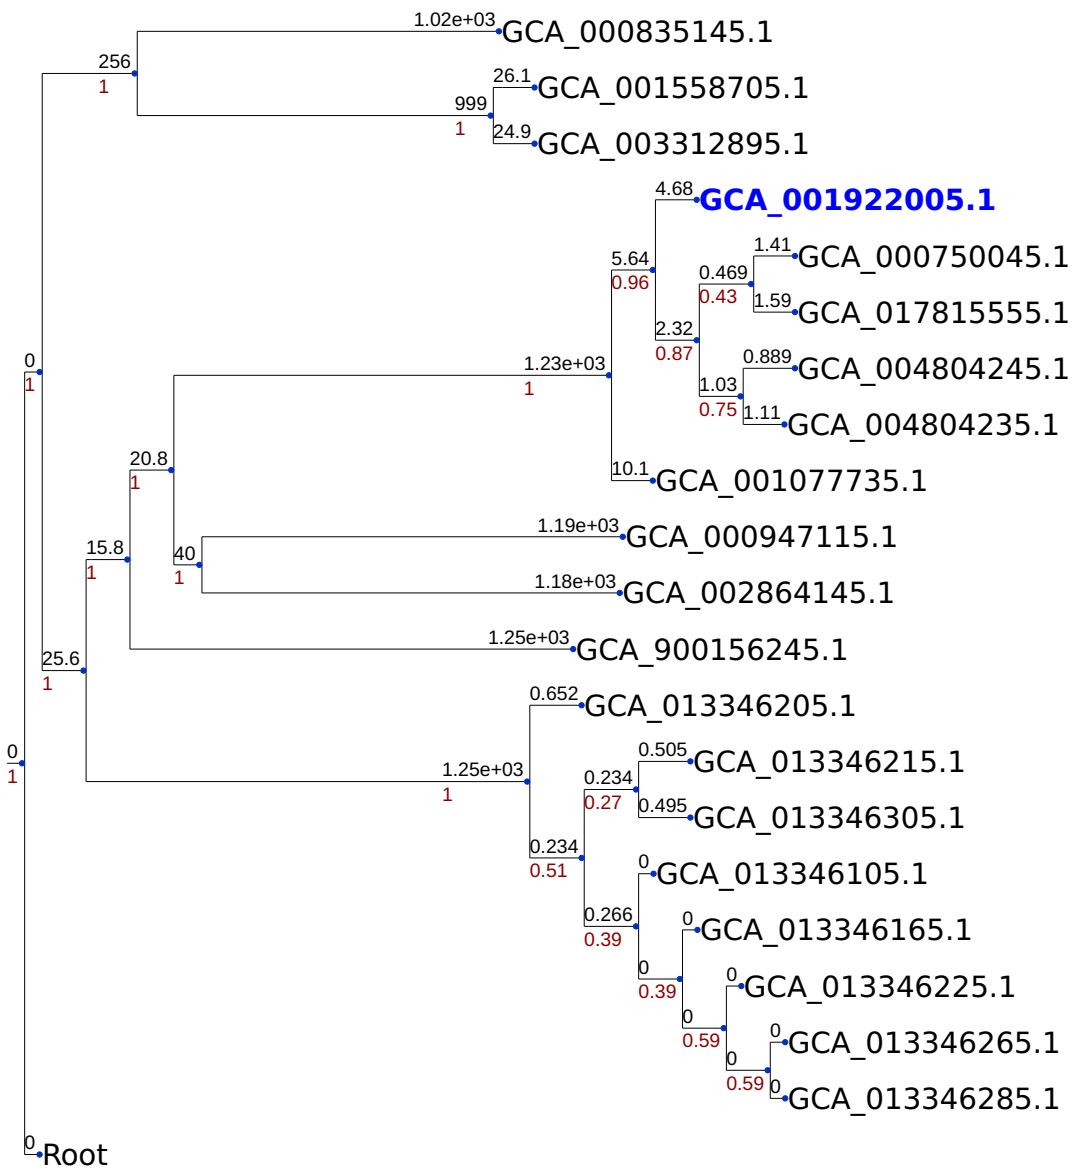 1.02e+03 GCA_000835145.1
256
1
26.1 GCA_001558705.1
999
1
24.9 GCA_003312895.1
4.68 GCA_001922005.1
1.41 GCA_000750045.1
5.64
0.96
0.469
0.43
1.59 GCA_017815555.1
2.32
0.87
0.889 GCA_004804245.1
0
1
1.23e+03
1
1.03
0.75
1.11 GCA_004804235.1
20.8
1
10.1 GCA_001077735.1
1.19e+03 GCA_000947115.1
15.8
1
40
1
1.18e+03 GCA_002864145.1
1.25e+03 GCA_900156245.1
25.6
1
0.652 GCA_013346205.1
0
1
0.505 GCA_013346215.1
1.25e+03
1
0.234
0.27
0.495 GCA_013346305.1
0.234
0.51
0 GCA_013346105.1
0.266
0.39
0 GCA_013346165.1
0
0.39
0 GCA_013346225.1
0
0.59
0 GCA_013346265.1
0
0.59
0 GCA_013346285.1
0 Root